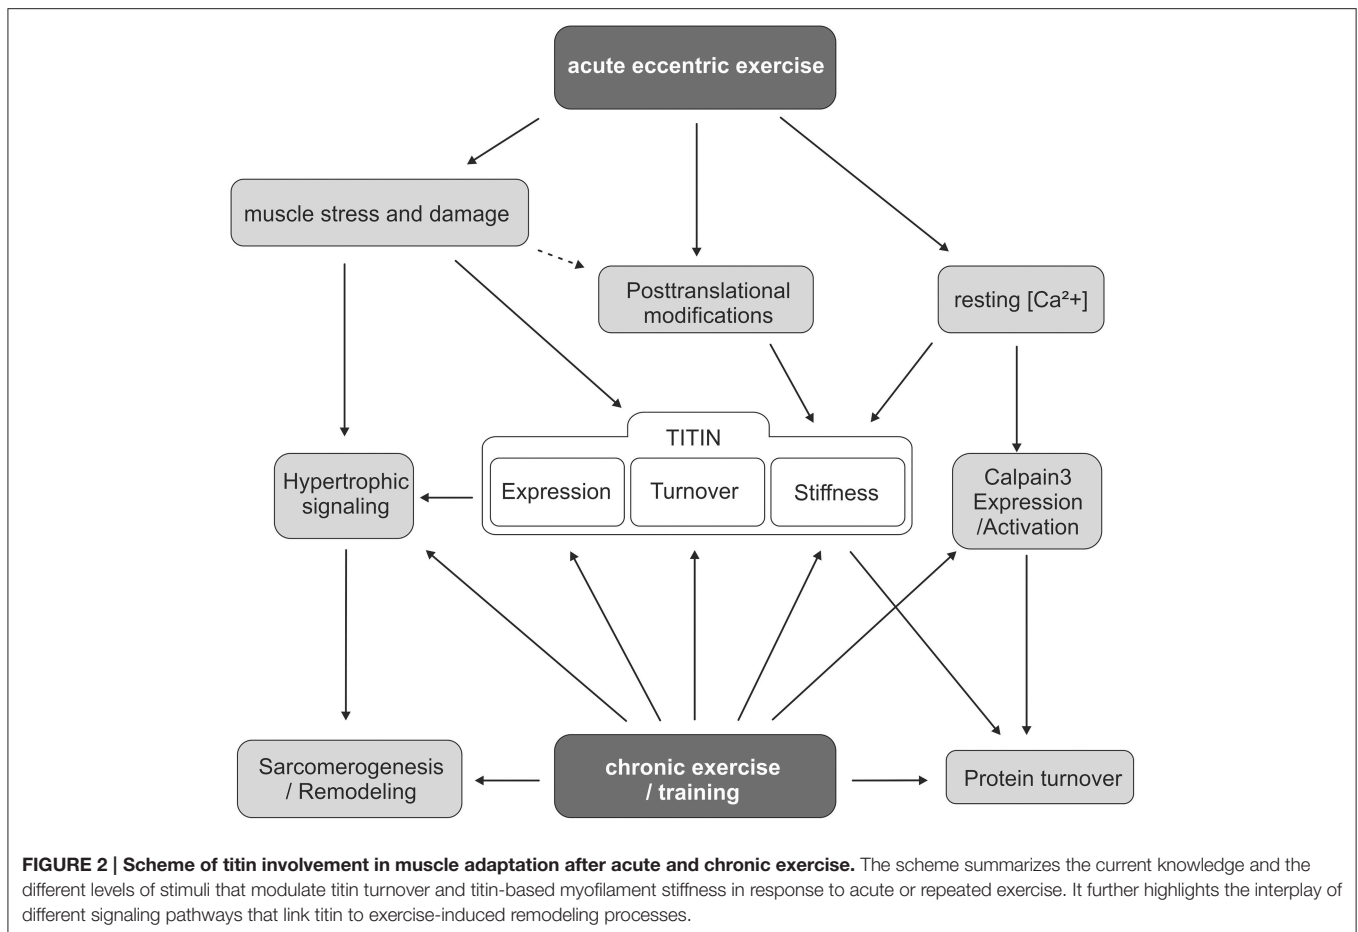 acute eccentric exercise
muscle stress and damage
Posttranslational
modifications
resting [Ca²+]
TITIN
Expression
Turnover
Stiffness
Hypertrophic
signaling
Calpain3
Expression
/Activation
Sarcomerogenesis
/ Remodeling
chronic exercise
/ training
Protein turnover
FIGURE 2 | Scheme of titin involvement in muscle adaptation after acute and chronic exercise. The scheme summarizes the current knowledge and the
different levels of stimuli that modulate titin turnover and titin-based myofilament stiffness in response to acute or repeated exercise. It further highlights the interplay of
different signaling pathways that link titin to exercise-induced remodeling processes.